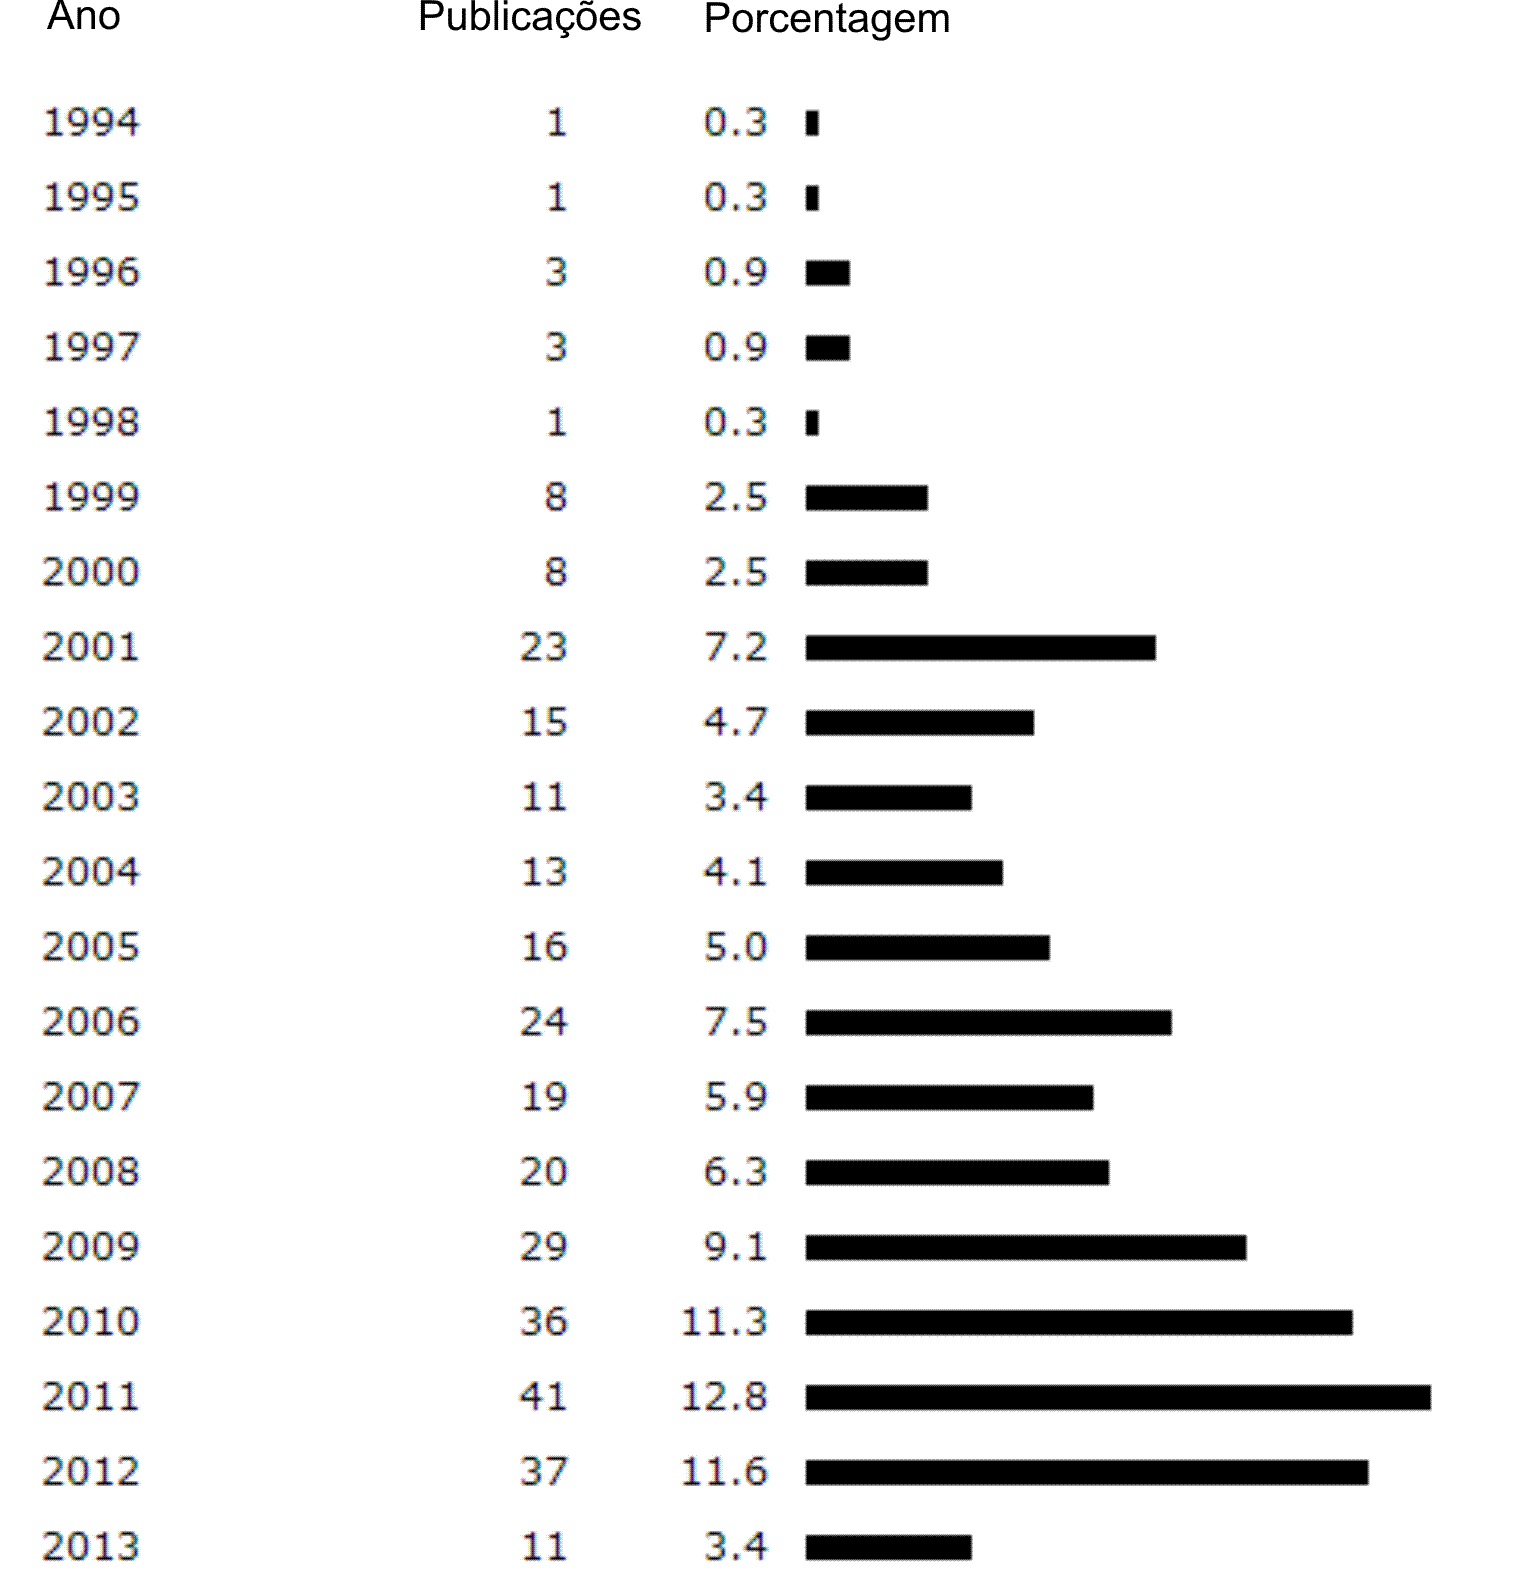 Ano Publicações Porcentagem
1994 1 0.3
1995 1 0.3
1996 3 0.9
1997 3 0.9
1998 1 0.3
1999 8 2.5
2000 8 2.5
2001 23 7.2
2002 15 4.7
2003 11 3.4
2004 13 4.1
2005 16 5.0
2006 24 7.5
2007 19 5.9
2008 20 6.3
2009 29 9.1
2010 36 11.3
2011 41 12.8
2012 37 11.6
2013 11 3.4